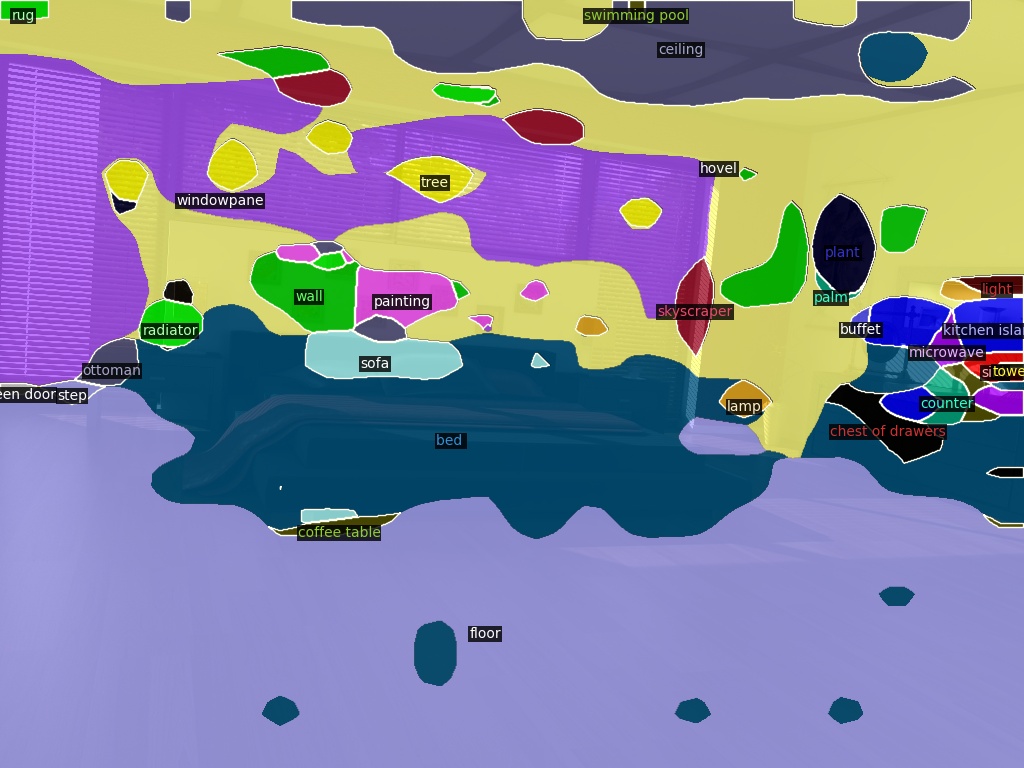 rug
swimming pool
ceiling
hovel
tree
windowpane
plant
light
palm
wall
painting
skyscraper
radiator
buffet
kitchen islan
microwave
sofa
ottoman
si
towe
een door
step
lamp
counter
chest of drawers
bed
coffee table
floor